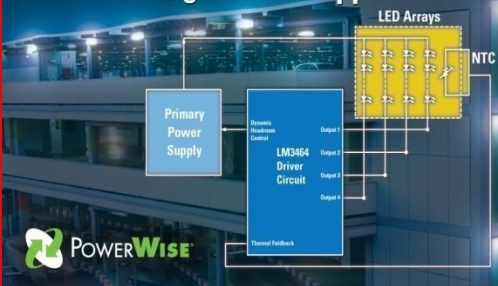 LED Arrays
NTC
Primary
Power
Supply
Dynamic
Headroom
Control
LM3464
Driver
Circuit
Output 1
Output 2
Output 3
Output 4
Thermal Foldback
POWERWISE